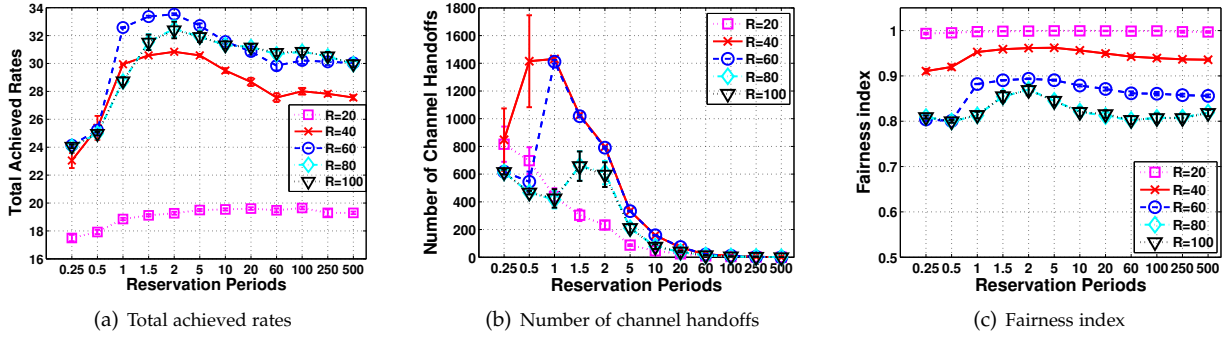 34
32
30
28
26
24
22
20
18
16
Total Achieved Rates
R=20
R=40
R=60
R=80
R=100
0.25 0.5 1 1.5 2 5 10 20 60 100 250 500
Reservation Periods
(a) Total achieved rates
1800
1600
1400
1200
1000
800
600
400
200
0
Number of Channel Handoffs
R=20
R=40
R=60
R=80
R=100
0.25 0.5 1 1.5 2 5 10 20 60 100 250 500
Reservation Periods
(b) Number of channel handoffs
1
0.9
0.8
0.7
0.6
0.5
Fairness index
R=20
R=40
R=60
R=80
R=100
0.25 0.5 1 1.5 2 5 10 20 60 100 250 500
Reservation Periods
(c) Fairness index